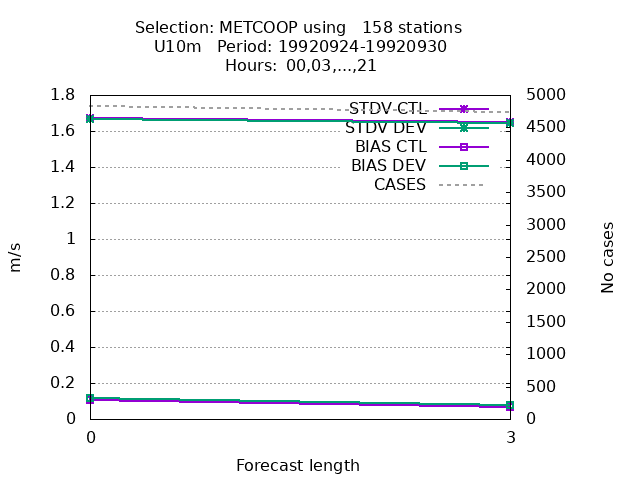 Selection: METCOOP using   158 stations
U10m   Period: 19920924-19920930
Hours: 00,03,...,21
1.8
1.6
1.4
1.2
1
0.8
0.6
0.4
0.2
0
5000
4500
4000
3500
3000
2500
2000
1500
1000
500
0
STDV CTL
STDV DEV
BIAS CTL
BIAS DEV
CASES
m/s
No cases
0
3
Forecast length